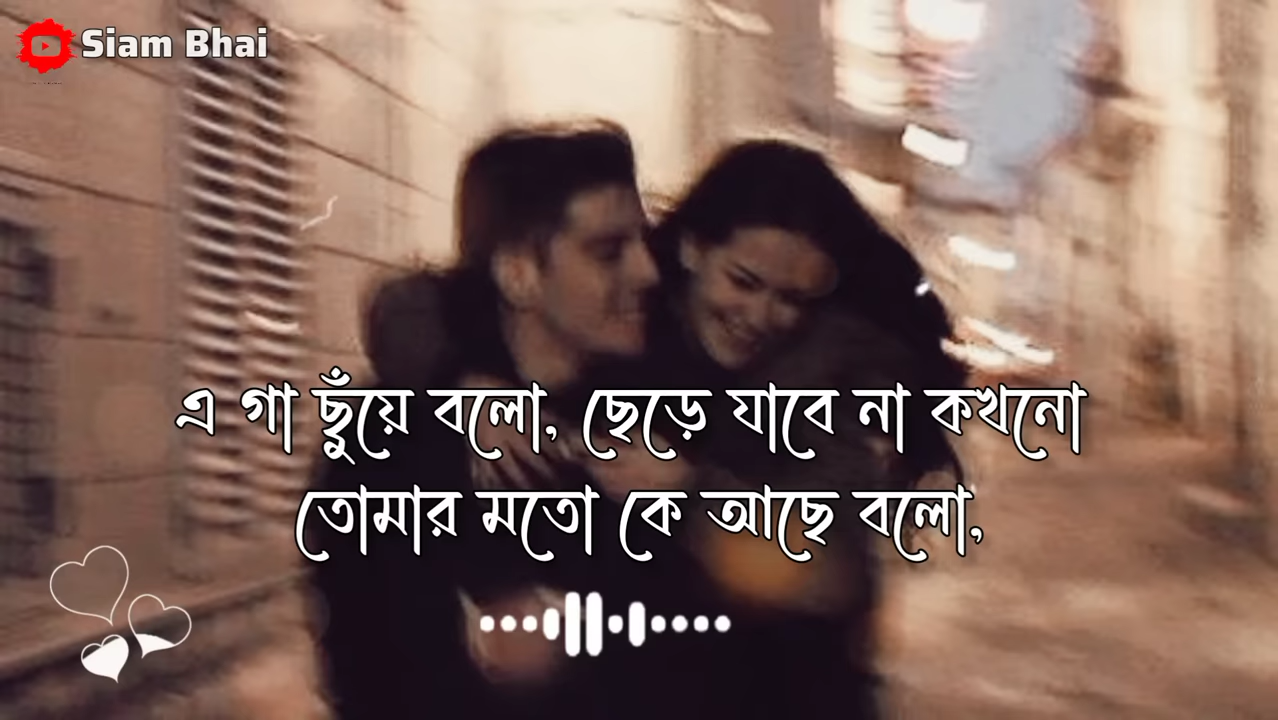 Siam Bhai
এ গা ছুঁয়ে বলো, ছেড়ে যাবে না কখনো
তোমার মতো কে আছে বলো,